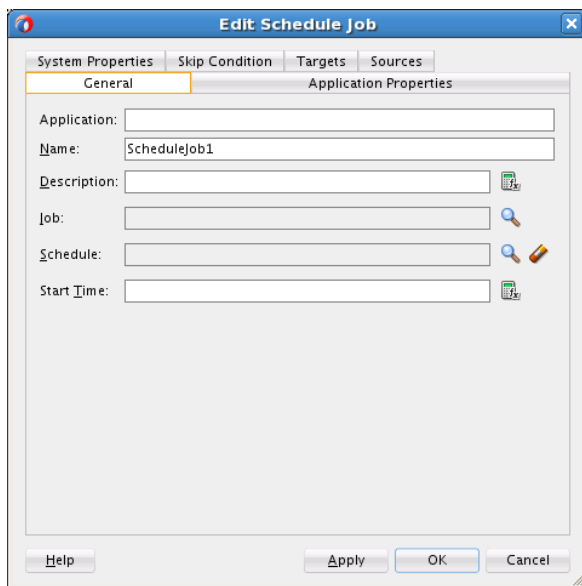 Edit Schedule Job
System Properties Skip Condition Targets Sources
General Application Properties
Application:
Name: ScheduleJob1
Description:
Job:
Schedule:
Start Time:
Help Apply OK Cancel